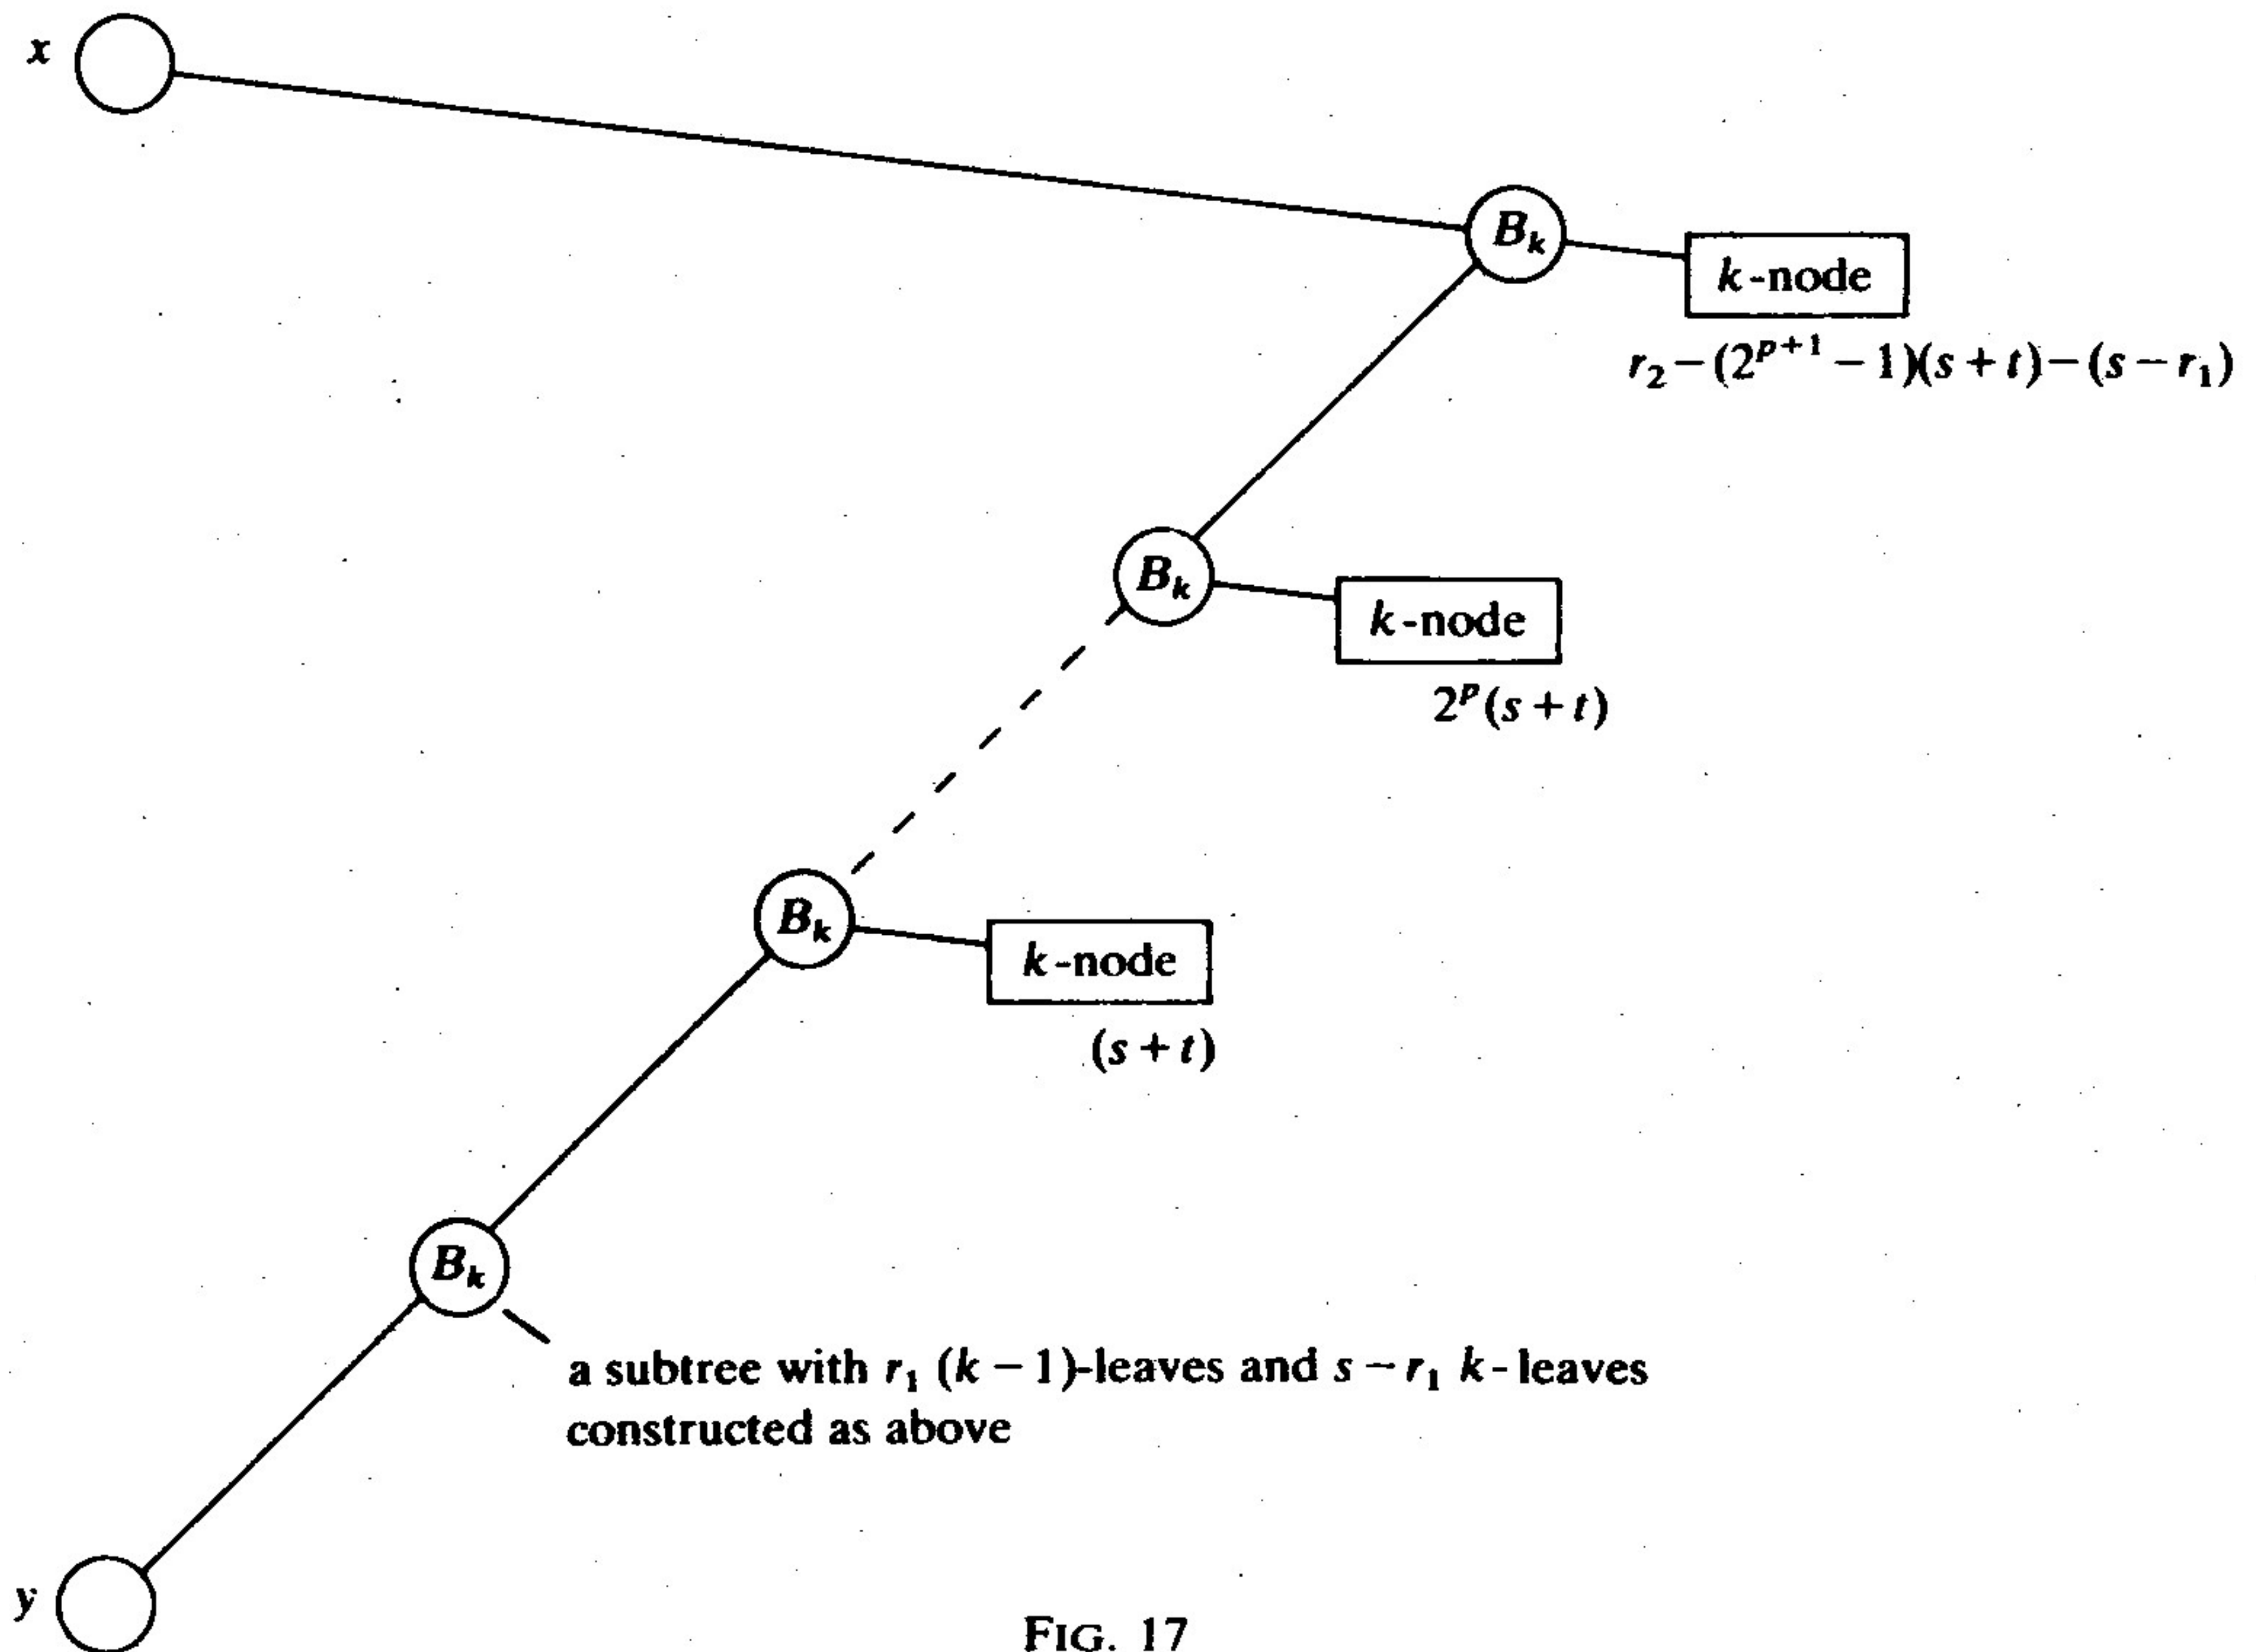 x
B_k
k-node
r_2 − (2^{p+1} − 1)(s + t) − (s − r_1)
B_k
k-node
2^p(s + t)
B_k
k-node
(s + t)
B_k
a subtree with r_1 (k − 1)-leaves and s − r_1 k-leaves
constructed as above
y
FIG. 17